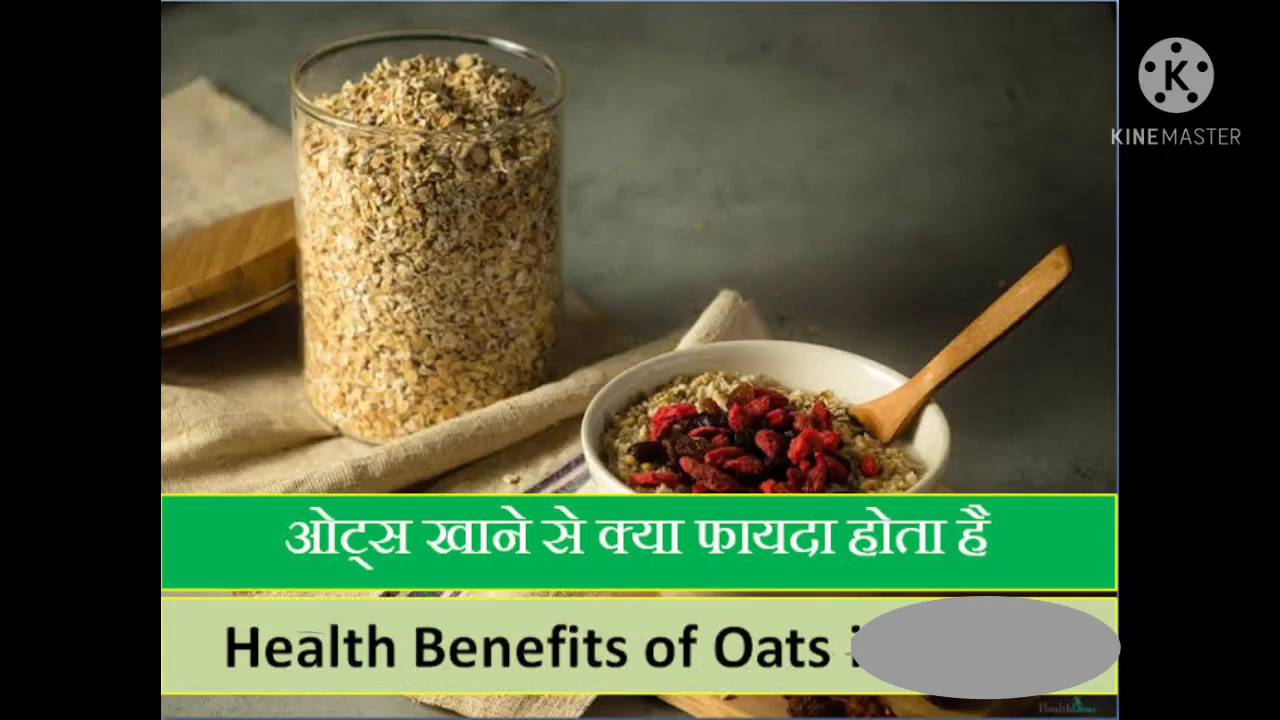 KINEMASTER
ओट्स खाने से क्या फायदा होता है
Health Benefits of Oats